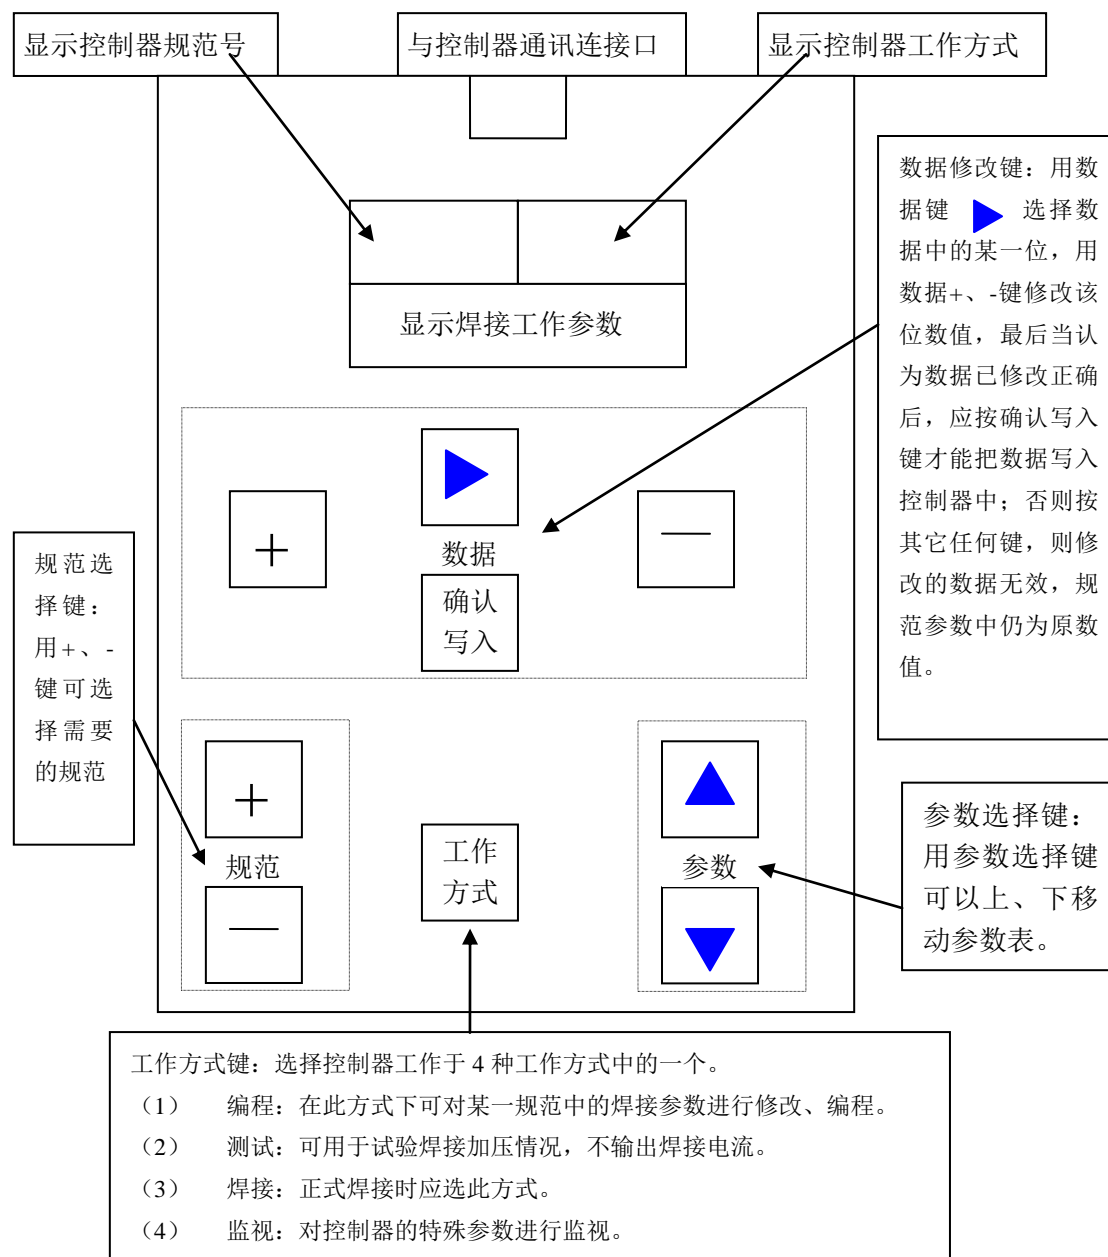 显示控制器规范号
与控制器通讯连接口
显示控制器工作方式
数据修改键：用数
据键 选择数
据中的某一位，用
数据+、-键修改该
位数值，最后当认
为数据已修改正确
后，应按确认写入
键才能把数据写入
控制器中；否则按
其它任何键，则修
改的数据无效，规
范参数中仍为原数
值。
显示焊接工作参数
+
数据
—
确认
写入
规范选
择键：
用+、-
键可选
择需要
的规范
+
规范
—
工作
方式
参数
参数选择键：
用参数选择键
可以上、下移
动参数表。
工作方式键：选择控制器工作于 4 种工作方式中的一个。
（1） 编程：在此方式下可对某一规范中的焊接参数进行修改、编程。
（2） 测试：可用于试验焊接加压情况，不输出焊接电流。
（3） 焊接：正式焊接时应选此方式。
（4） 监视：对控制器的特殊参数进行监视。